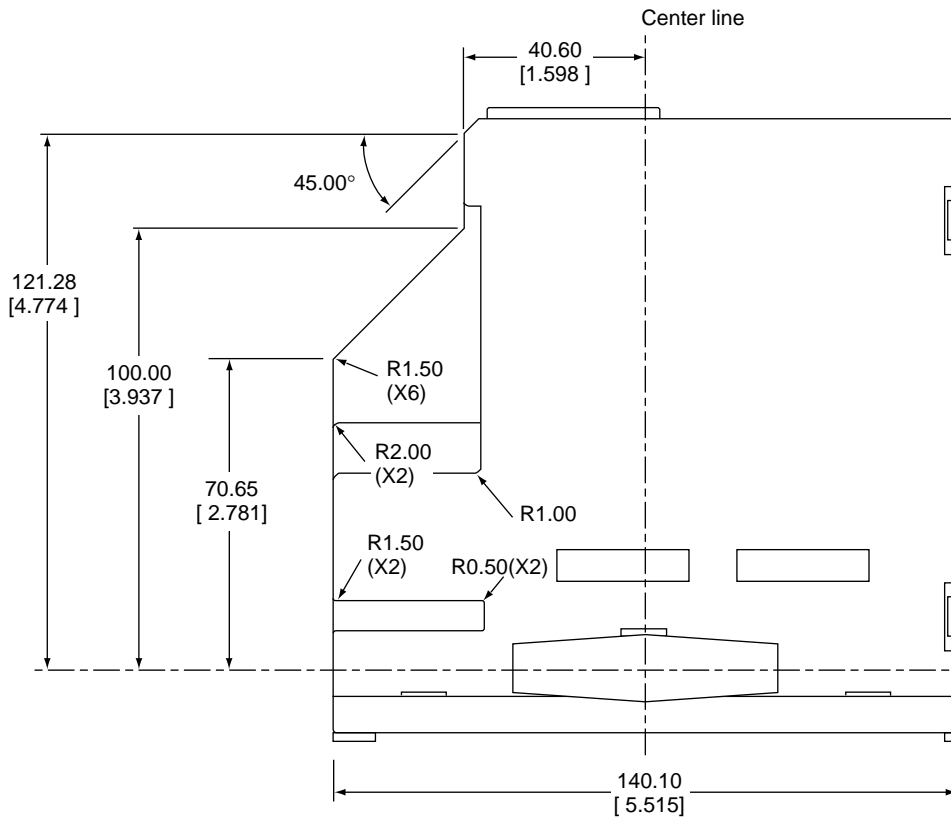 Center line
40.60
[1.598 ]
45.00°
121.28
[4.774 ]
100.00
[3.937 ]
R1.50
(X6)
R2.00
(X2)
70.65
[ 2.781]
R1.00
R1.50
(X2)
R0.50(X2)
140.10
[ 5.515]